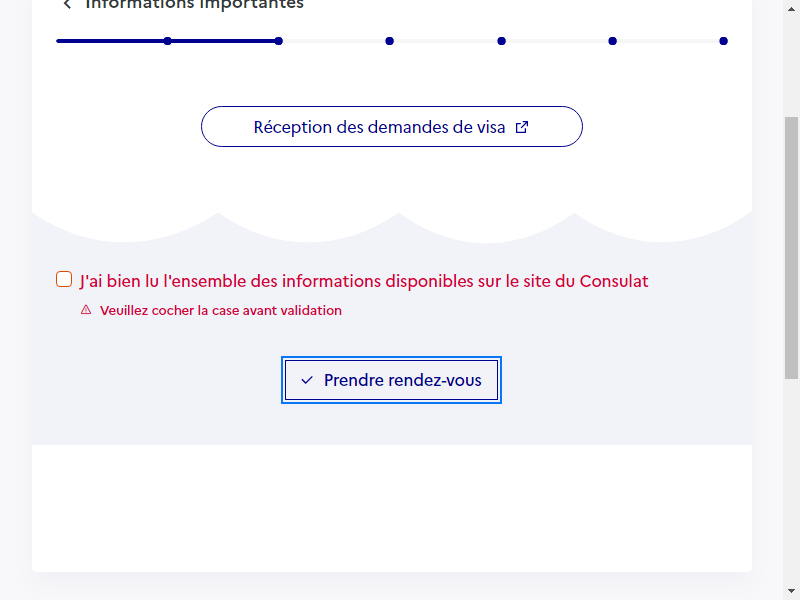 Informations importantes
Réception des demandes de visa
J'ai bien lu l'ensemble des informations disponibles sur le site du Consulat
Veuillez cocher la case avant validation
Prendre rendez-vous